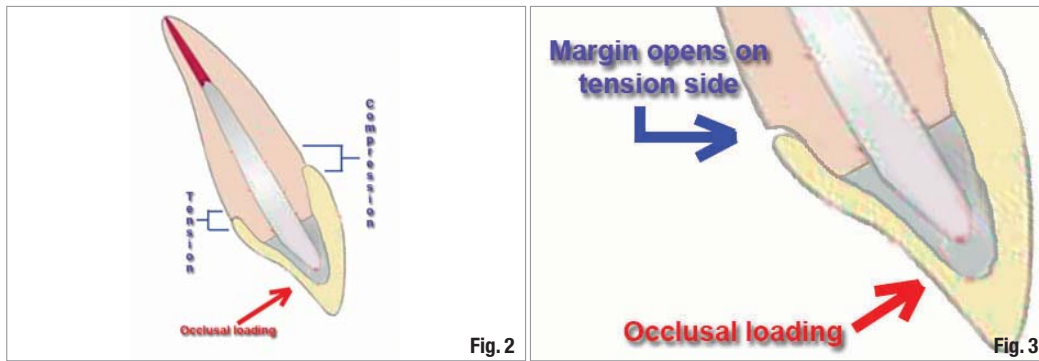 Compression
Tension
Occlusal loading
Fig. 2
Margin opens on
tension side
Occlusal loading
Fig. 3